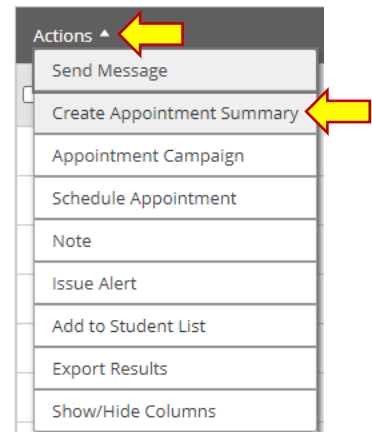 Actions ▲
Send Message
Create Appointment Summary
Appointment Campaign
Schedule Appointment
Note
Issue Alert
Add to Student List
Export Results
Show/Hide Columns